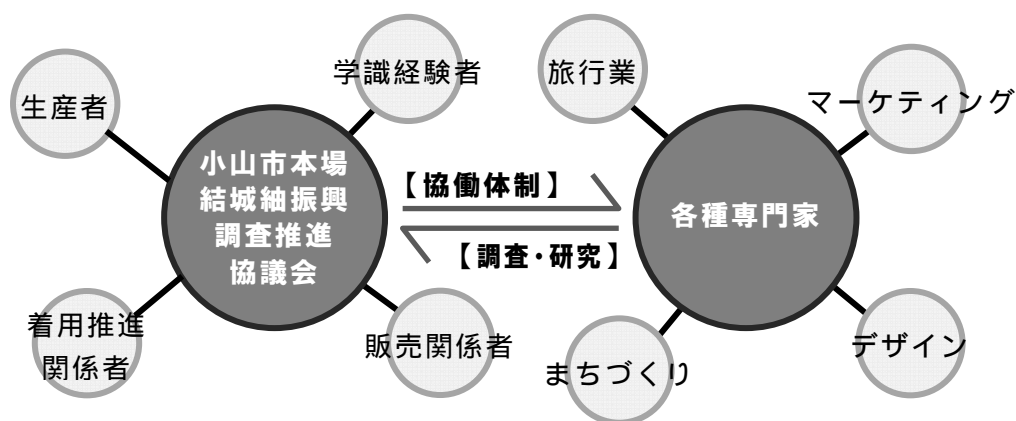 生産者
学識経験者
小山市本場
結城紬振興
調査推進
協議会
着用推進
関係者
販売関係者
【協働体制】
【調査・研究】
旅行業
マーケティング
各種専門家
まちづくり
デザイン